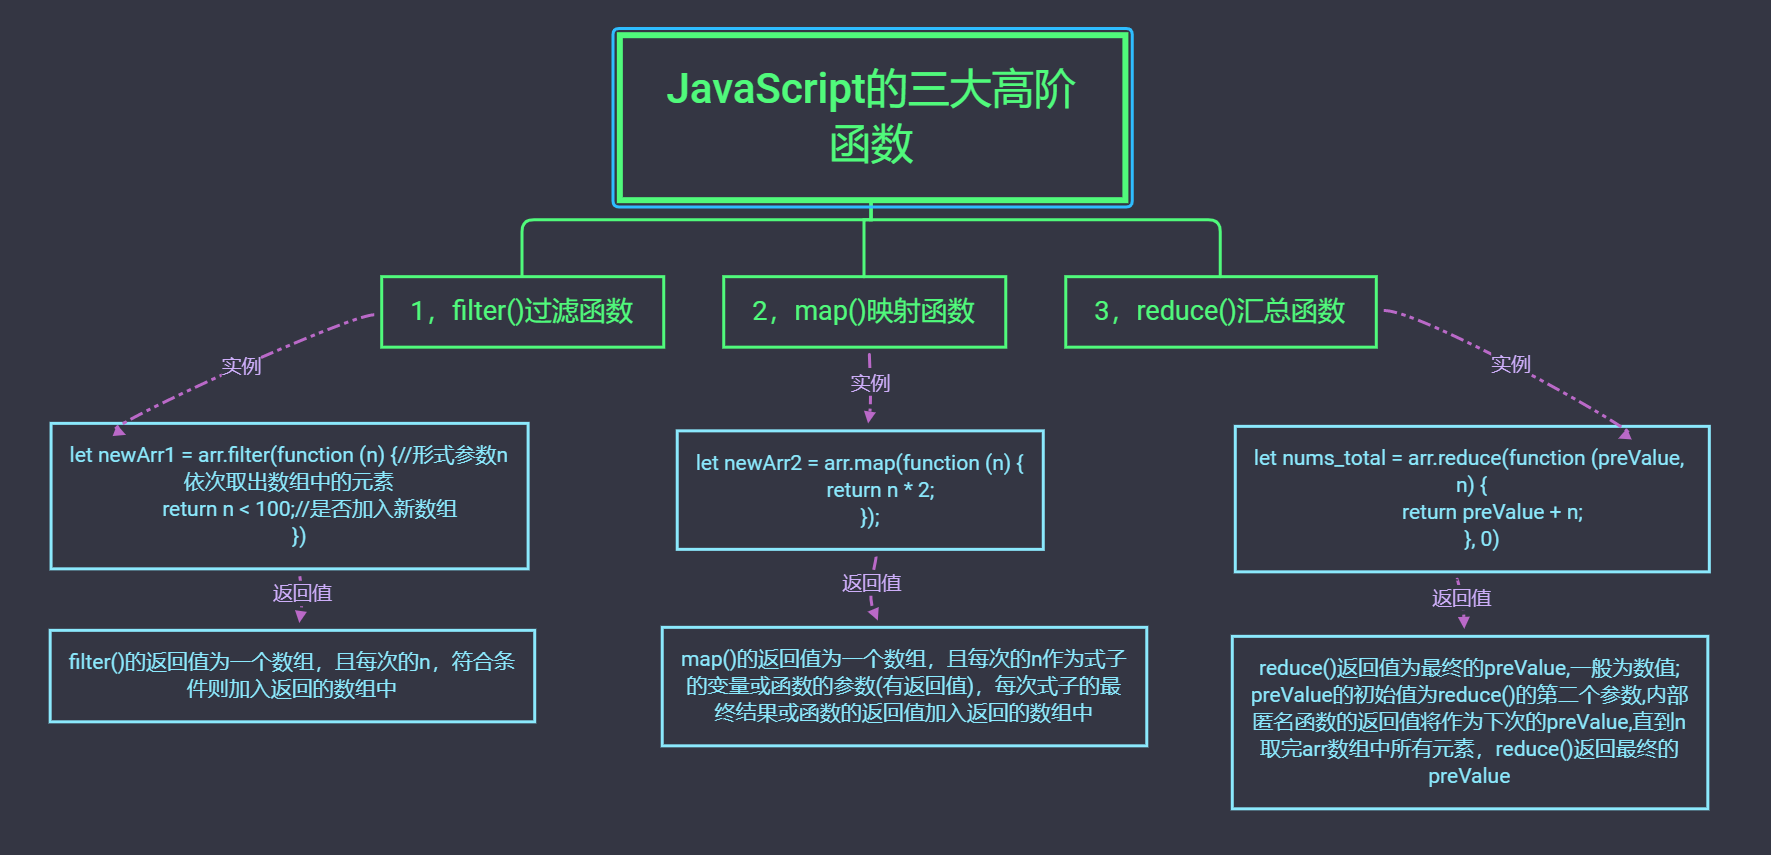 JavaScript的三大高阶
函数
1，filter()过滤函数
2，map()映射函数
3，reduce()汇总函数
实例
实例
实例
let newArr1 = arr.filter(function (n) {//形式参数n
依次取出数组中的元素
return n < 100;//是否加入新数组
})
let newArr2 = arr.map(function (n) {
return n * 2;
});
let nums_total = arr.reduce(function (preValue,
n) {
return preValue + n;
}, 0)
返回值
返回值
返回值
filter()的返回值为一个数组，且每次的n，符合条
件则加入返回的数组中
map()的返回值为一个数组，且每次的n作为式子
的变量或函数的参数(有返回值)，每次式子的最
终结果或函数的返回值加入返回的数组中
reduce()返回值为最终的preValue,一般为数值;
preValue的初始值为reduce()的第二个参数,内部
匿名函数的返回值将作为下次的preValue,直到n
取完arr数组中所有元素，reduce()返回最终的
preValue